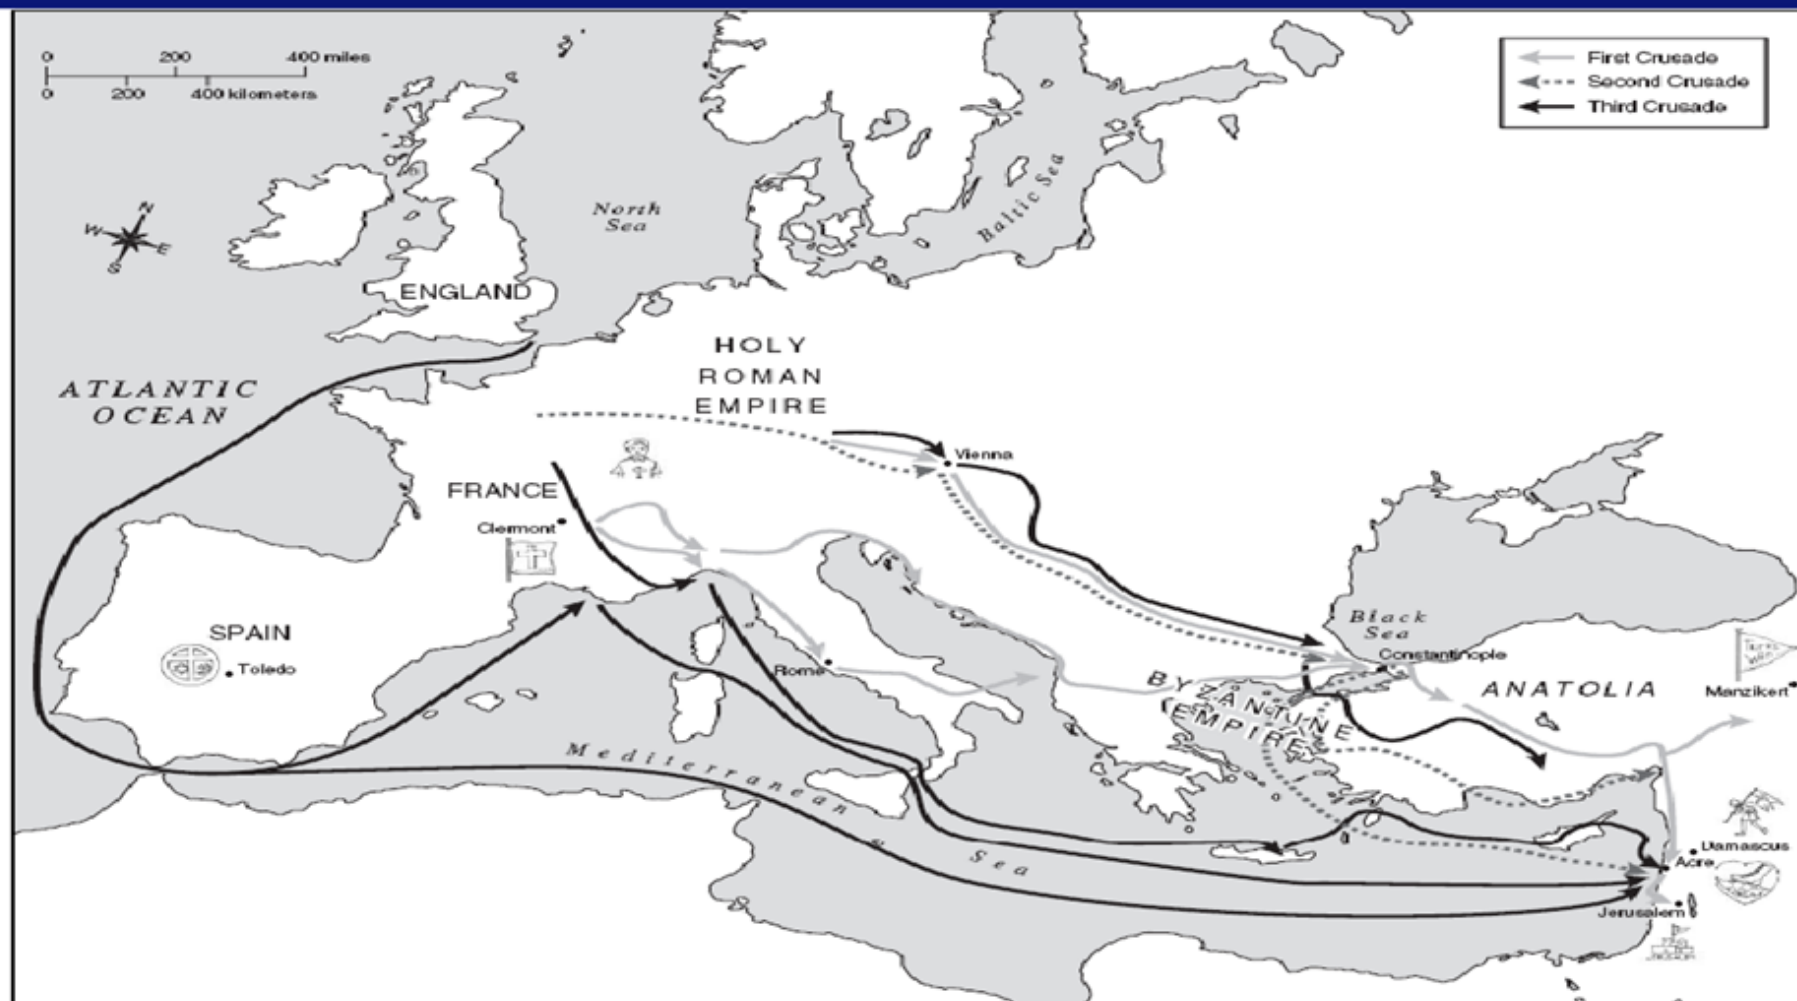 0 200 400 miles
0 200 400 kilometers
First Crusade
Second Crusade
Third Crusade
N
W
E
S
North
Sea
Baltic Sea
ENGLAND
HOLY
ROMAN
EMPIRE
ATLANTIC
OCEAN
Vienna
FRANCE
Clermont
SPAIN
Toledo
Rome
Black
Sea
Constantinople
BYZANTINE
EMPIRE
ANATOLIA
Manzikert
Mediterranean
Sea
Damascus
Acre
Jerusalem